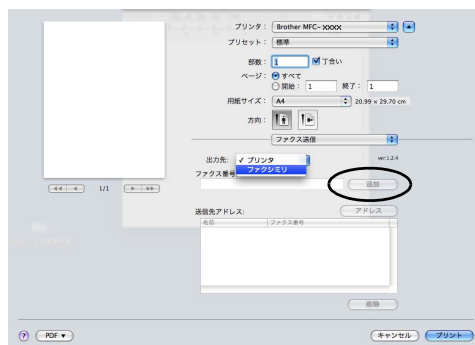 プリンタ： Brother MFC-XXXX
プリセット： 標準
部数： 1 丁合い
ページ： すべて
開始： 1 終了： 1
用紙サイズ： A4 20.99 x 29.70 cm
方向：
ファクス送信
出力先: ✓ プリンタ ver:1.2.4
ファクシミリ
ファクス番号
追加
1/1
送信先アドレス: アドレス
名前 ファクス番号
削除
? PDF ▼ キャンセル プリント